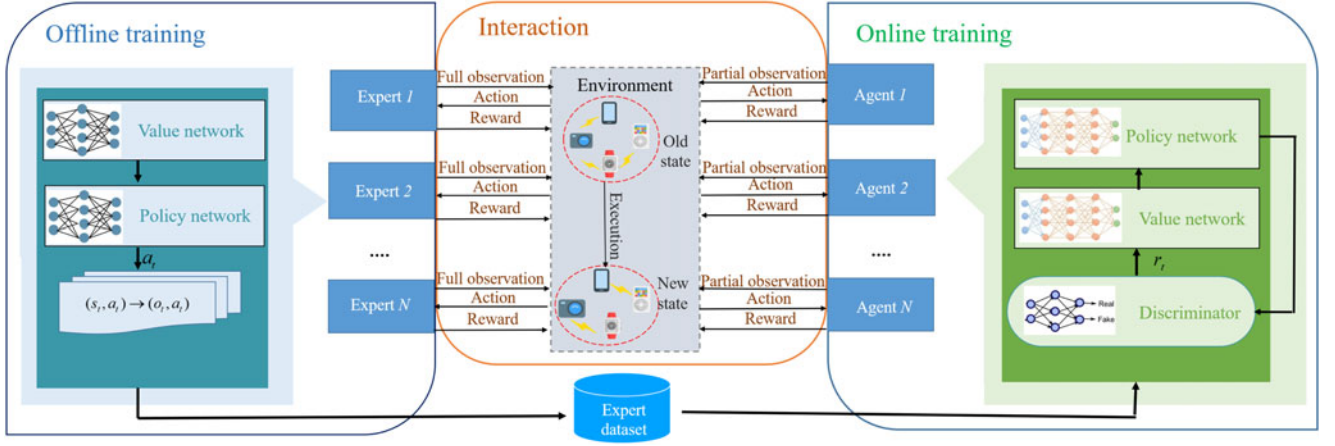 Offline training
Value network
Policy network
a_t
(s_t, a_t) → (o_t, a_t)
Expert 1
Expert 2
....
Expert N
Interaction
Full observation
Action
Reward
Full observation
Action
Reward
Full observation
Action
Reward
Environment
Old
state
Execution
New
state
Partial observation
Action
Reward
Partial observation
Action
Reward
Partial observation
Action
Reward
Expert
dataset
Online training
Agent 1
Agent 2
....
Agent N
Policy network
Value network
r_t
Real
Fake
Discriminator